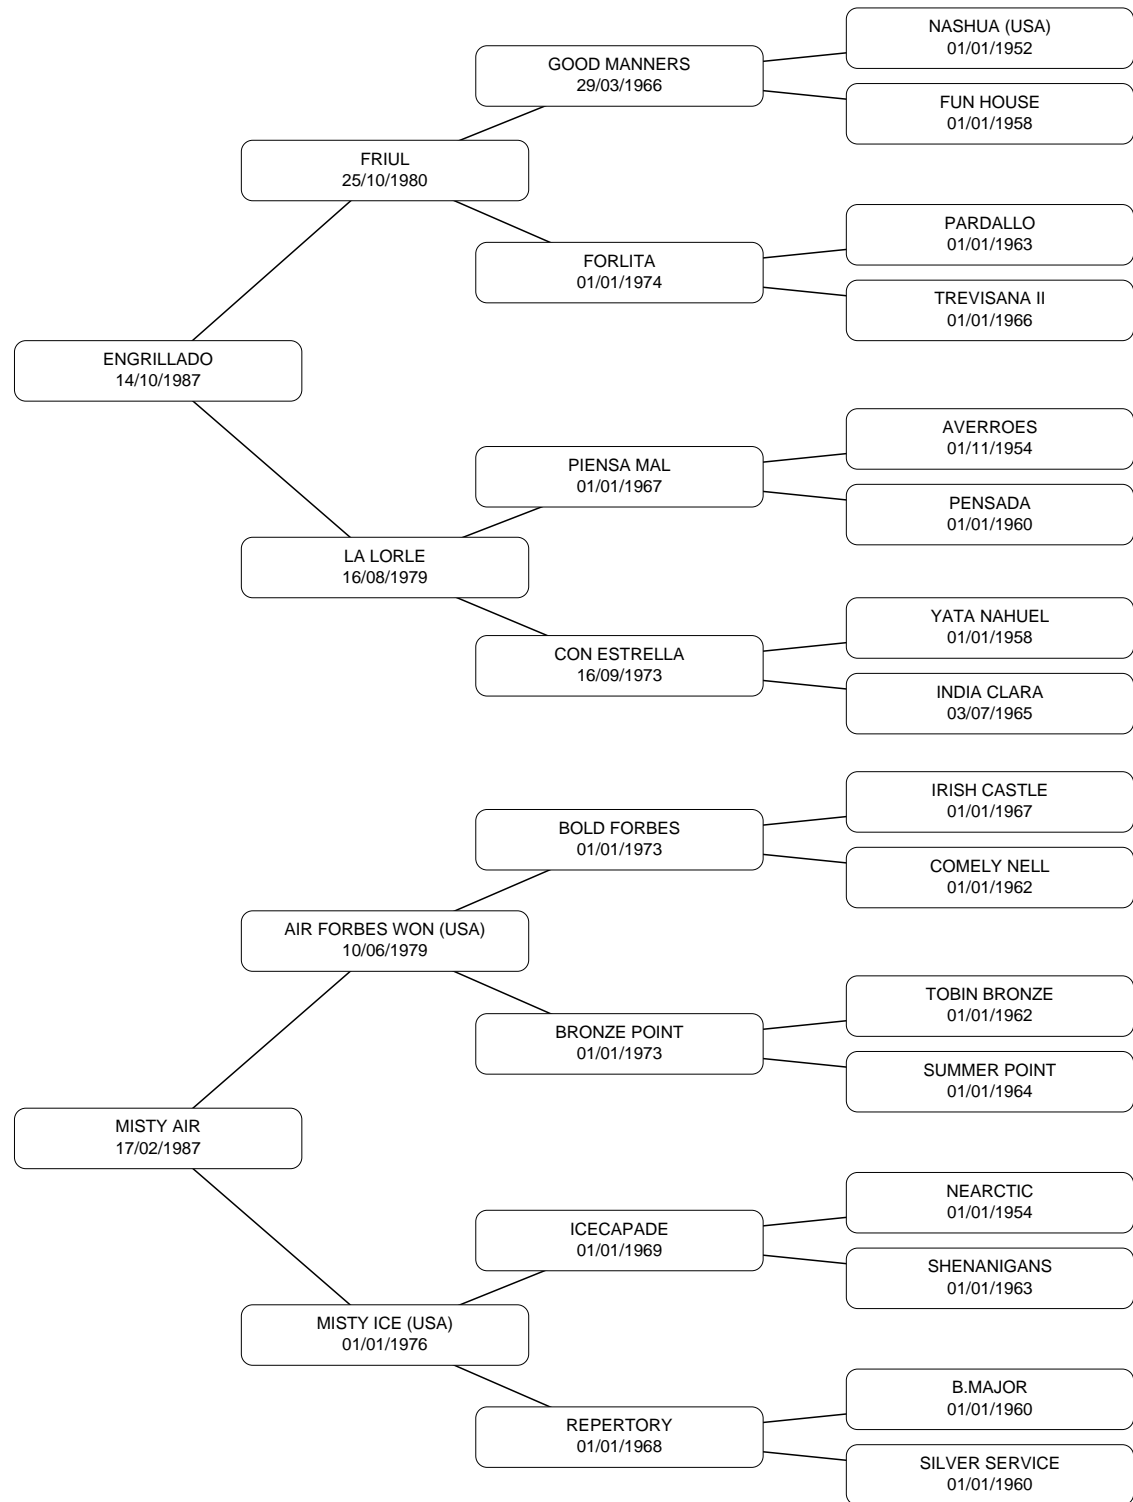 NASHUA (USA)
01/01/1952
GOOD MANNERS
29/03/1966
FUN HOUSE
01/01/1958
FRIUL
25/10/1980
PARDALLO
01/01/1963
FORLITA
01/01/1974
TREVISANA II
01/01/1966
ENGRILLADO
14/10/1987
AVERROES
01/11/1954
PIENSA MAL
01/01/1967
PENSADA
01/01/1960
LA LORLE
16/08/1979
YATA NAHUEL
01/01/1958
CON ESTRELLA
16/09/1973
INDIA CLARA
03/07/1965
IRISH CASTLE
01/01/1967
BOLD FORBES
01/01/1973
COMELY NELL
01/01/1962
AIR FORBES WON (USA)
10/06/1979
TOBIN BRONZE
01/01/1962
BRONZE POINT
01/01/1973
SUMMER POINT
01/01/1964
MISTY AIR
17/02/1987
NEARCTIC
01/01/1954
ICECAPADE
01/01/1969
SHENANIGANS
01/01/1963
MISTY ICE (USA)
01/01/1976
B.MAJOR
01/01/1960
REPERTORY
01/01/1968
SILVER SERVICE
01/01/1960